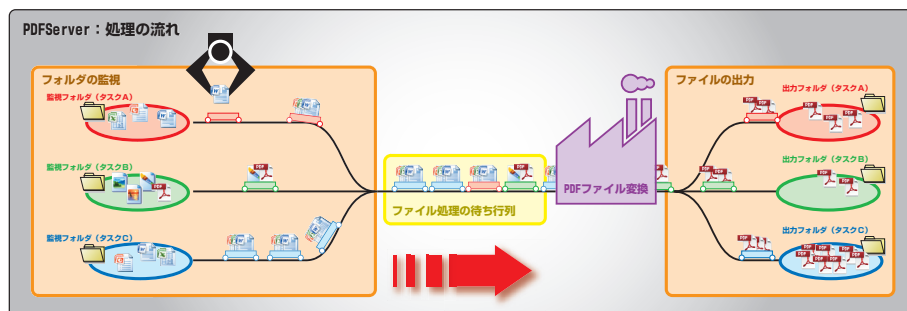 PDFServer：処理の流れ
フォルダの監視
監視フォルダ（タスクA）
監視フォルダ（タスクB）
監視フォルダ（タスクC）
ファイル処理の待ち行列
PDFファイル変換
ファイルの出力
出力フォルダ（タスクA）
出力フォルダ（タスクB）
出力フォルダ（タスクC）